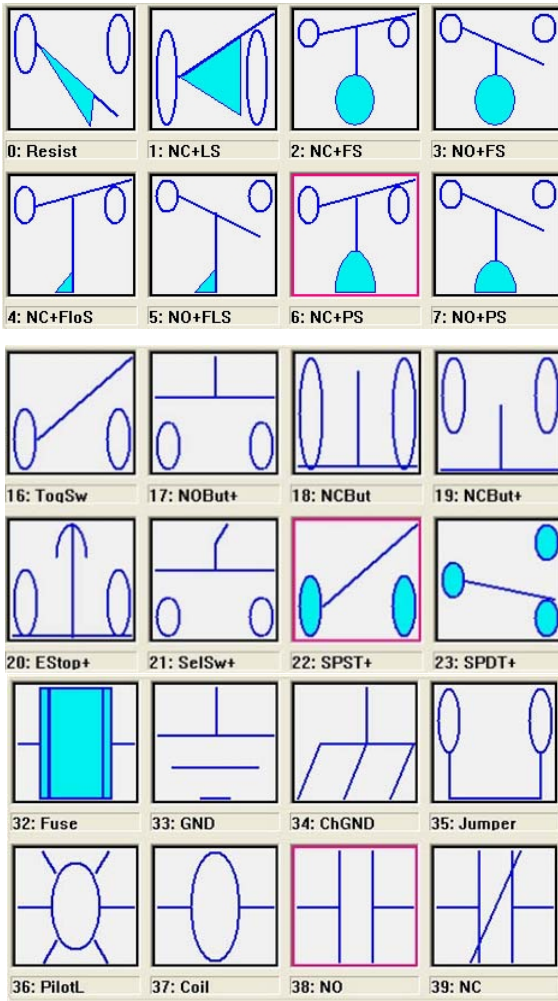 0: Resist 1: NC+LS 2: NC+FS 3: NO+FS
4: NC+FloS 5: NO+FLS 6: NC+PS 7: NO+PS
16: TogSw 17: NOBut+ 18: NCBut 19: NCBut+
20: EStop+ 21: SelSw+ 22: SPST+ 23: SPDT+
32: Fuse 33: GND 34: ChGND 35: Jumper
36: PilotL 37: Coil 38: NO 39: NC